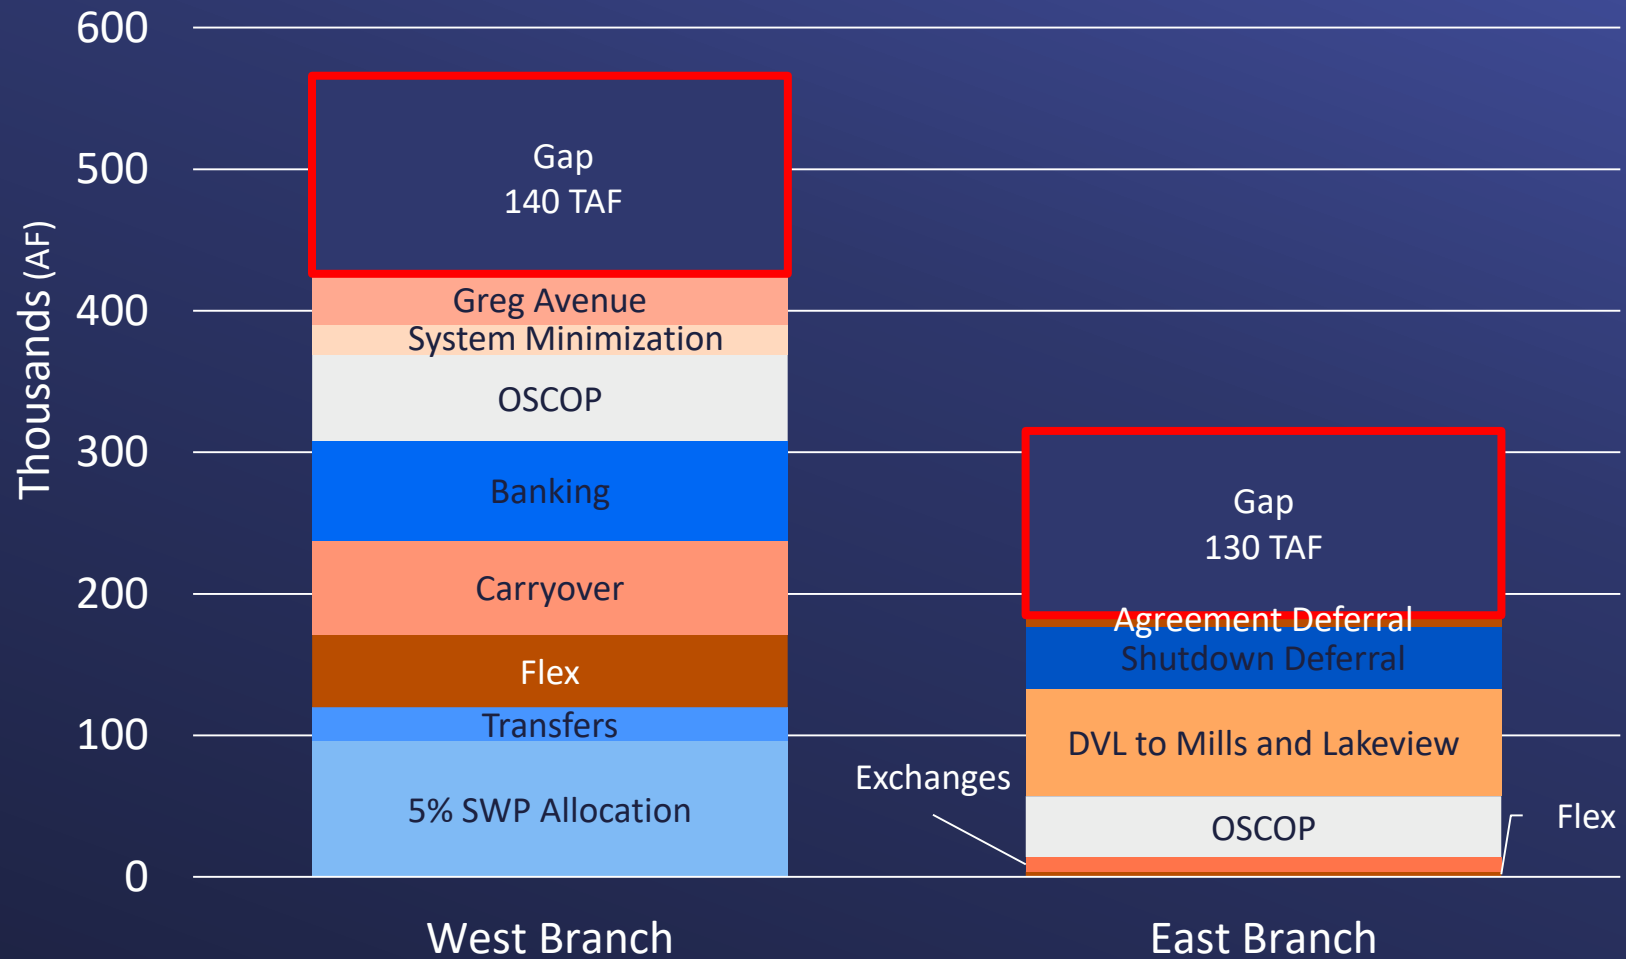 600
500
400
300
200
100
0
Thousands (AF)
Gap
140 TAF
Greg Avenue
System Minimization
OSCOP
Banking
Carryover
Flex
Transfers
5% SWP Allocation
West Branch
Gap
130 TAF
Agreement Deferral
Shutdown Deferral
DVL to Mills and Lakeview
OSCOP
Exchanges
Flex
East Branch